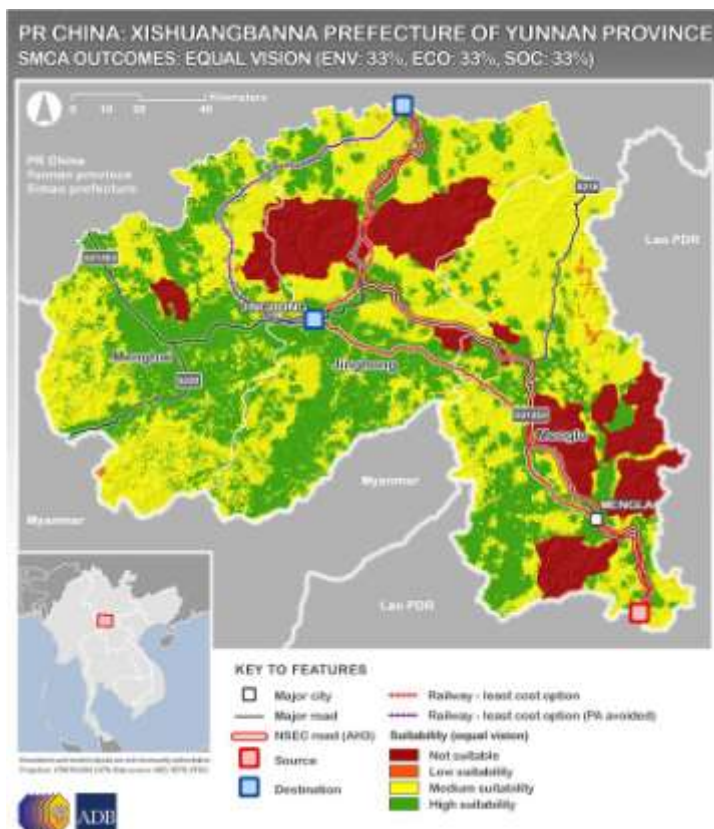 PR CHINA: XISHUANGBANNA PREFECTURE OF YUNNAN PROVINCE
SMCA OUTCOMES: EQUAL VISION (ENV: 33%, ECO: 33%, SOC: 33%)
Kilometers
0 10 20 40
PR China
Yunnan province
Simao prefecture
Lao PDR
JINGHONG
Menghai
Jinghong
Mengla
MENGLA
Myanmar
Myanmar
Lao PDR
KEY TO FEATURES
Major city
Major road
NSEC road (AH3)
Source
Destination
Railway - least cost option
Railway - least cost option (PA avoided)
Suitability (equal vision)
Not suitable
Low suitability
Medium suitability
High suitability
ADB